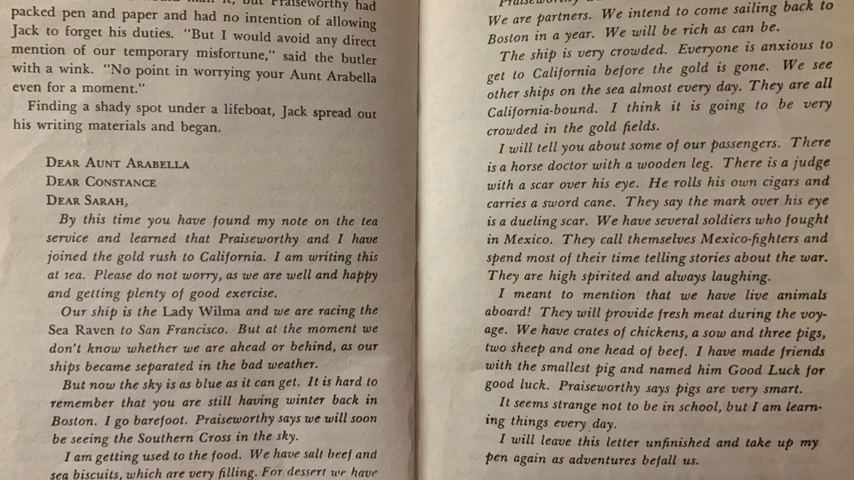 it, but Praiseworthy had
packed pen and paper and had no intention of allowing
Jack to forget his duties. "But I would avoid any direct
mention of our temporary misfortune," said the butler
with a wink. "No point in worrying your Aunt Arabella
even for a moment."
Finding a shady spot under a lifeboat, Jack spread out
his writing materials and began.
DEAR AUNT ARABELLA
DEAR CONSTANCE
DEAR SARAH,
By this time you have found my note on the tea
service and learned that Praiseworthy and I have
joined the gold rush to California. I am writing this
at sea. Please do not worry, as we are well and happy
and getting plenty of good exercise.
Our ship is the Lady Wilma and we are racing the
Sea Raven to San Francisco. But at the moment we
don't know whether we are ahead or behind, as our
ships became separated in the bad weather.
But now the sky is as blue as it can get. It is hard to
remember that you are still having winter back in
Boston. I go barefoot. Praiseworthy says we will soon
be seeing the Southern Cross in the sky.
I am getting used to the food. We have salt beef and
sea biscuits, which are very filling. For dessert we have
Praiseworthy
We are partners. We intend to come sailing back to
Boston in a year. We will be rich as can be.
The ship is very crowded. Everyone is anxious to
get to California before the gold is gone. We see
other ships on the sea almost every day. They are all
California-bound. I think it is going to be very
crowded in the gold fields.
I will tell you about some of our passengers. There
is a horse doctor with a wooden leg. There is a judge
with a scar over his eye. He rolls his own cigars and
carries a sword cane. They say the mark over his eye
is a dueling scar. We have several soldiers who fought
in Mexico. They call themselves Mexico-fighters and
spend most of their time telling stories about the war.
They are high spirited and always laughing.
I meant to mention that we have live animals
aboard! They will provide fresh meat during the voy-
age. We have crates of chickens, a sow and three pigs,
two sheep and one head of beef. I have made friends
with the smallest pig and named him Good Luck for
good luck. Praiseworthy says pigs are very smart.
It seems strange not to be in school, but I am learn-
ing things every day.
I will leave this letter unfinished and take up my
pen again as adventures befall us.